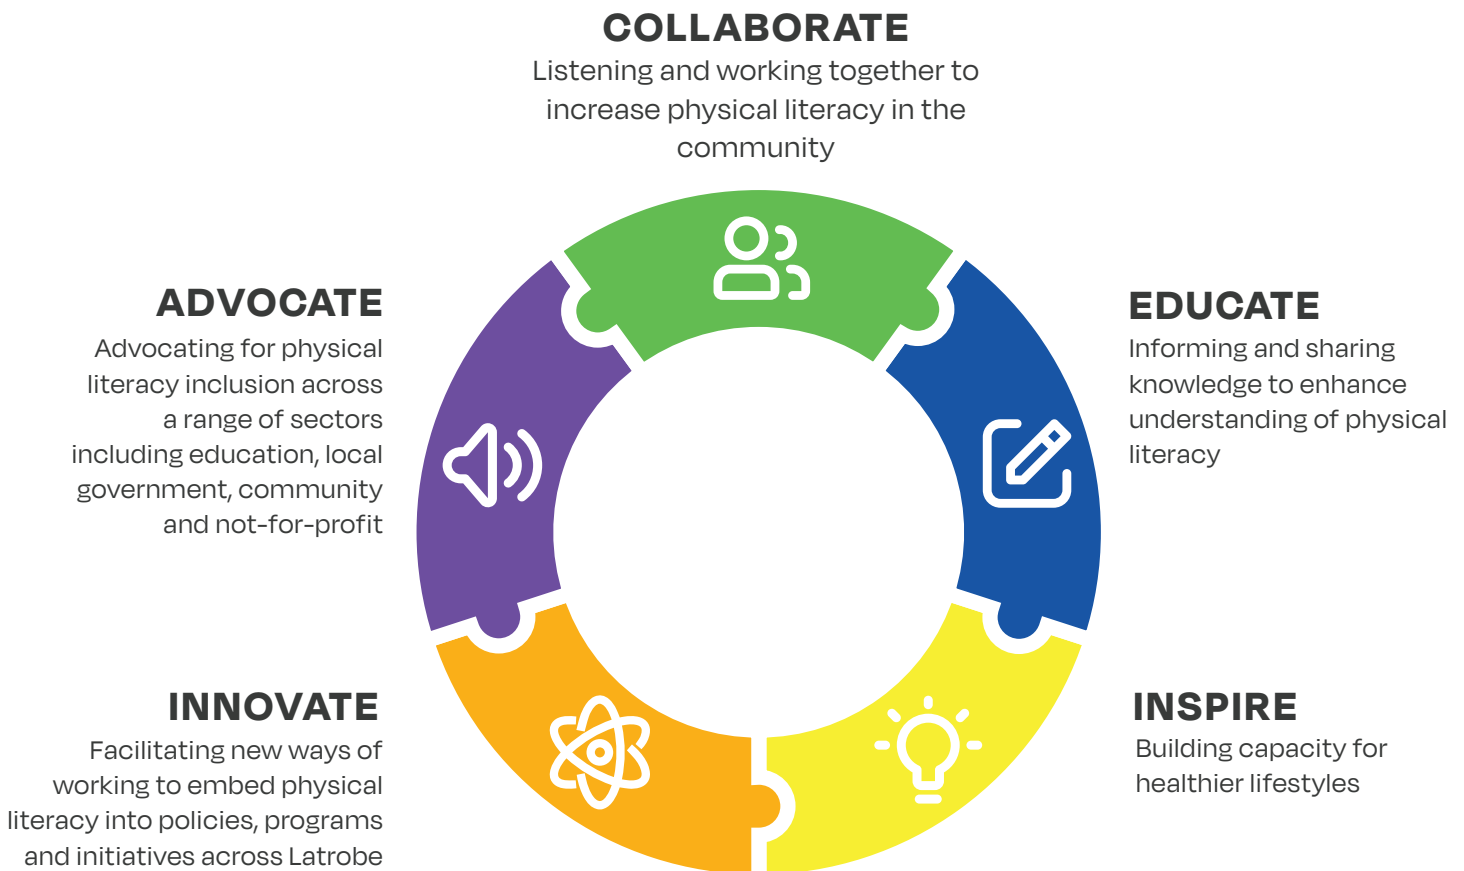 COLLABORATE
Listening and working together to
increase physical literacy in the
community
ADVOCATE
Advocating for physical
literacy inclusion across
a range of sectors
including education, local
government, community
and not-for-profit
EDUCATE
Informing and sharing
knowledge to enhance
understanding of physical
literacy
INNOVATE
Facilitating new ways of
working to embed physical
literacy into policies, programs
and initiatives across Latrobe
INSPIRE
Building capacity for
healthier lifestyles